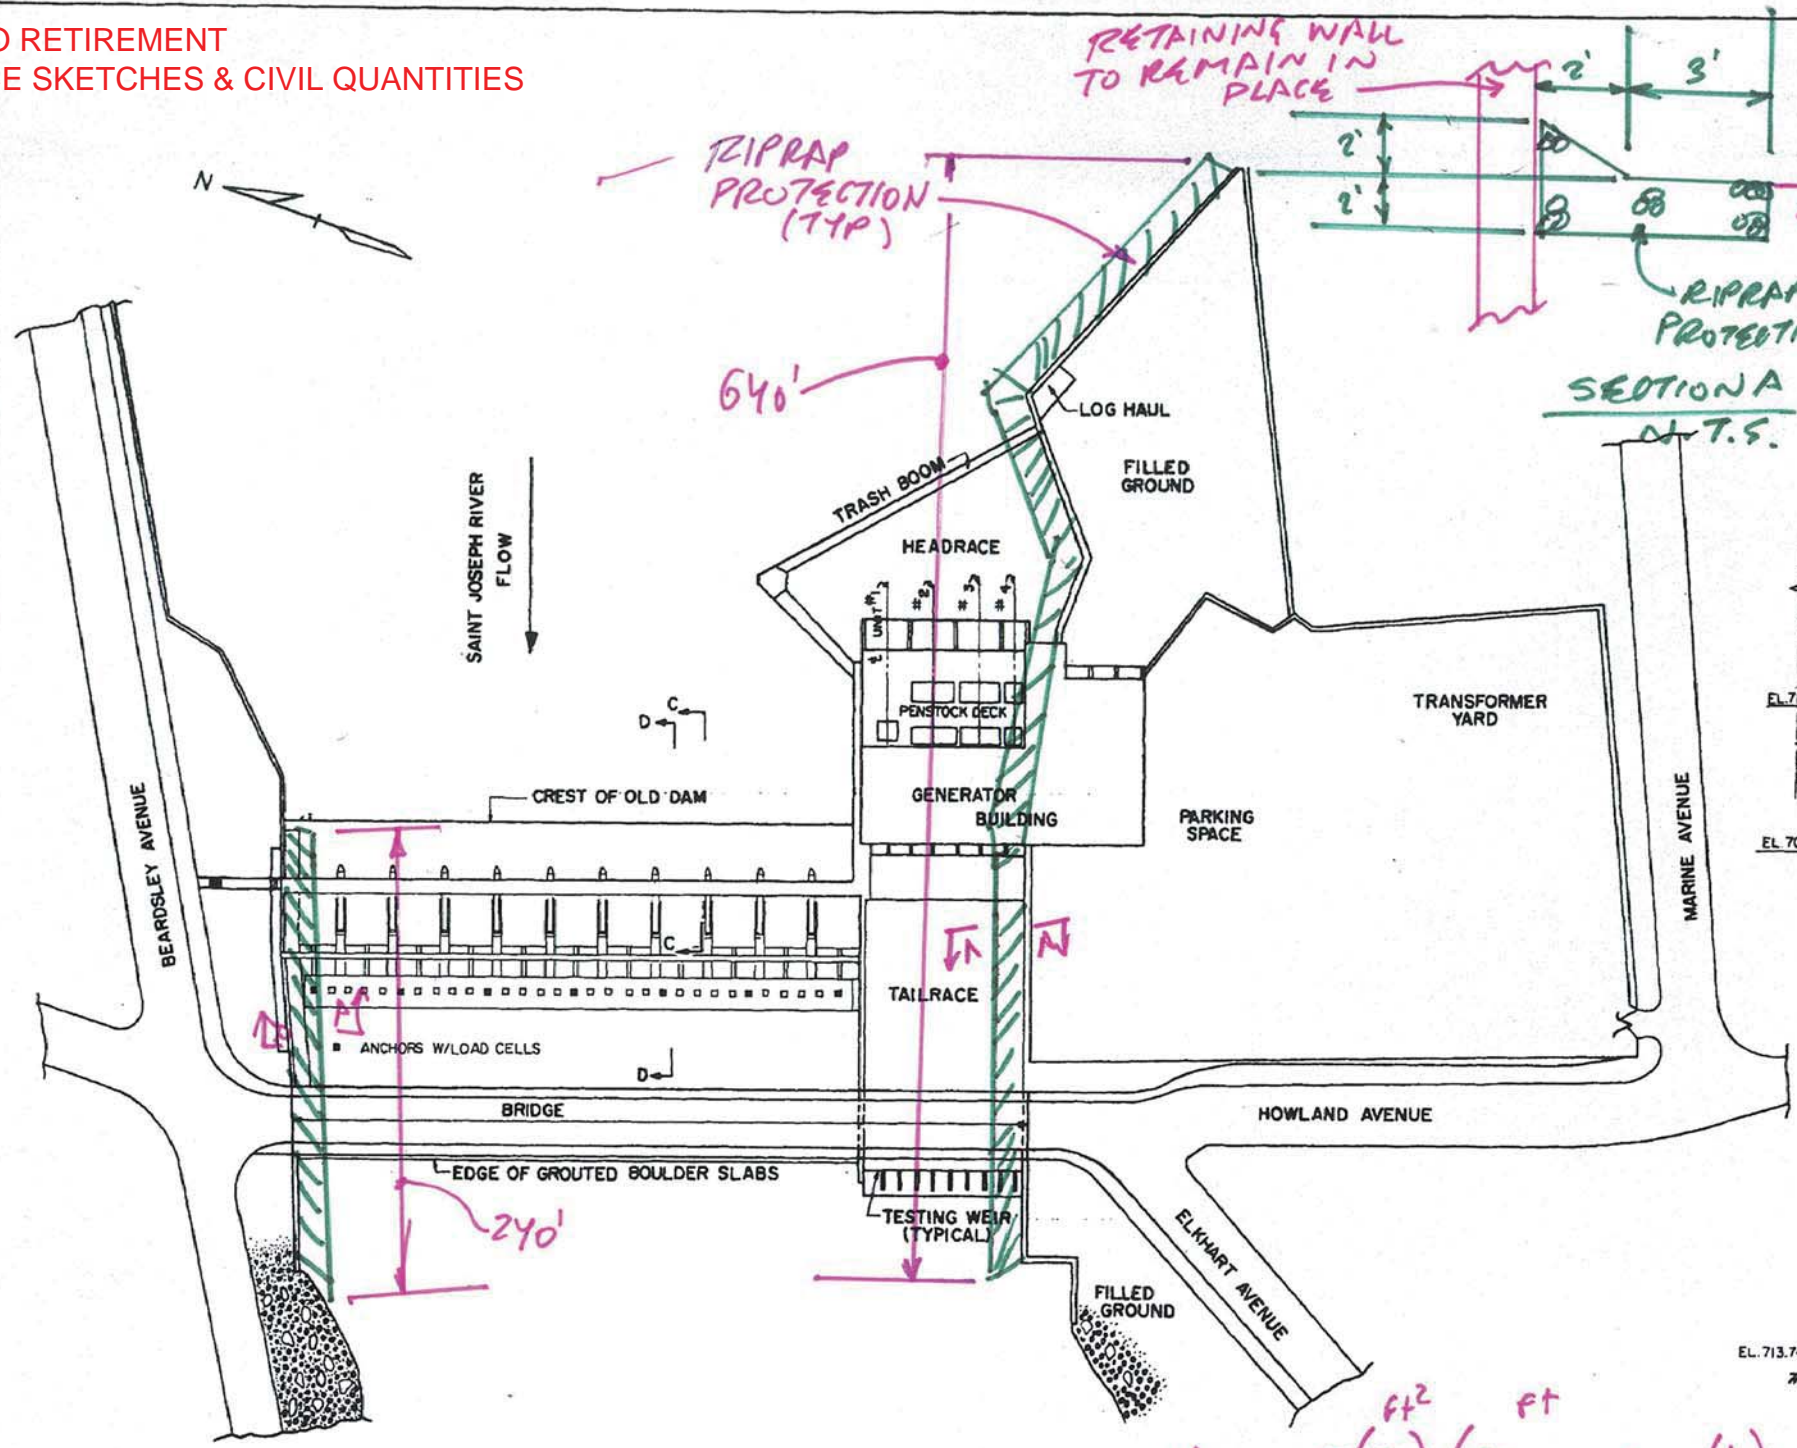 RETIREMENT
E SKETCHES & CIVIL QUANTITIES
RETAINING WALL
TO REMAIN IN
PLACE
2'
3'
2'
2'
RIPRAP
PROTECTION
(TYP)
N
RIPRAP
PROTECTI
SECTION A
N.T.S.
640'
LOG HAUL
FILLED
GROUND
TRASH BOOM
HEADRACE
SAINT JOSEPH RIVER
FLOW
UNIT #1
#2
#3
#4
PENSTOCK DECK
TRANSFORMER
YARD
EL.7
C
D
CREST OF OLD DAM
GENERATOR
BUILDING
PARKING
SPACE
EL. 70
BEARDSLEY AVENUE
MARINE AVENUE
C
A
A
TAILRACE
A
A
ANCHORS W/LOAD CELLS
D
BRIDGE
HOWLAND AVENUE
EDGE OF GROUTED BOULDER SLABS
240'
TESTING WEIR
(TYPICAL)
ELKHART AVENUE
FILLED
GROUND
EL.713.7
ft² ft